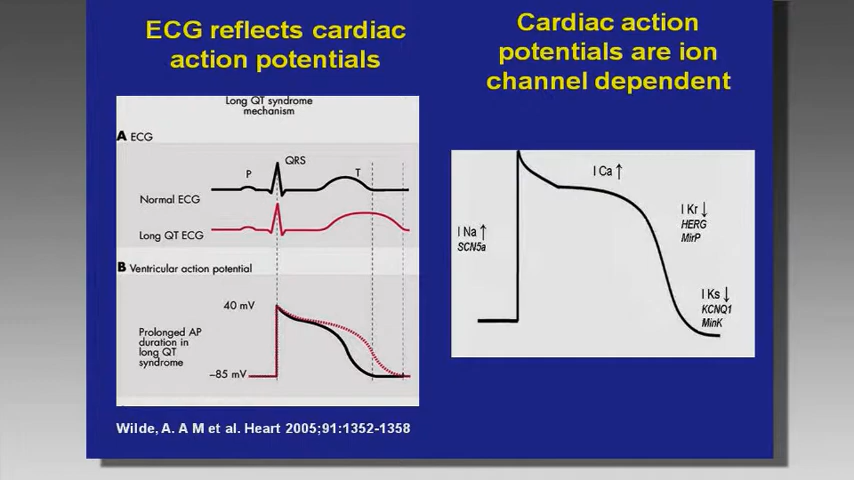 ECG reflects cardiac
action potentials
Long QT syndrome
mechanism
A ECG
P
QRS
T
Normal ECG
Long QT ECG
B Ventricular action potential
40 mV
Prolonged AP
duration in
long QT
syndrome
–85 mV
Wilde, A. A M et al. Heart 2005;91:1352-1358
Cardiac action
potentials are ion
channel dependent
I Ca ↑
I Na ↑
SCN5a
I Kr ↓
HERG
MirP
I Ks ↓
KCNQ1
MinK